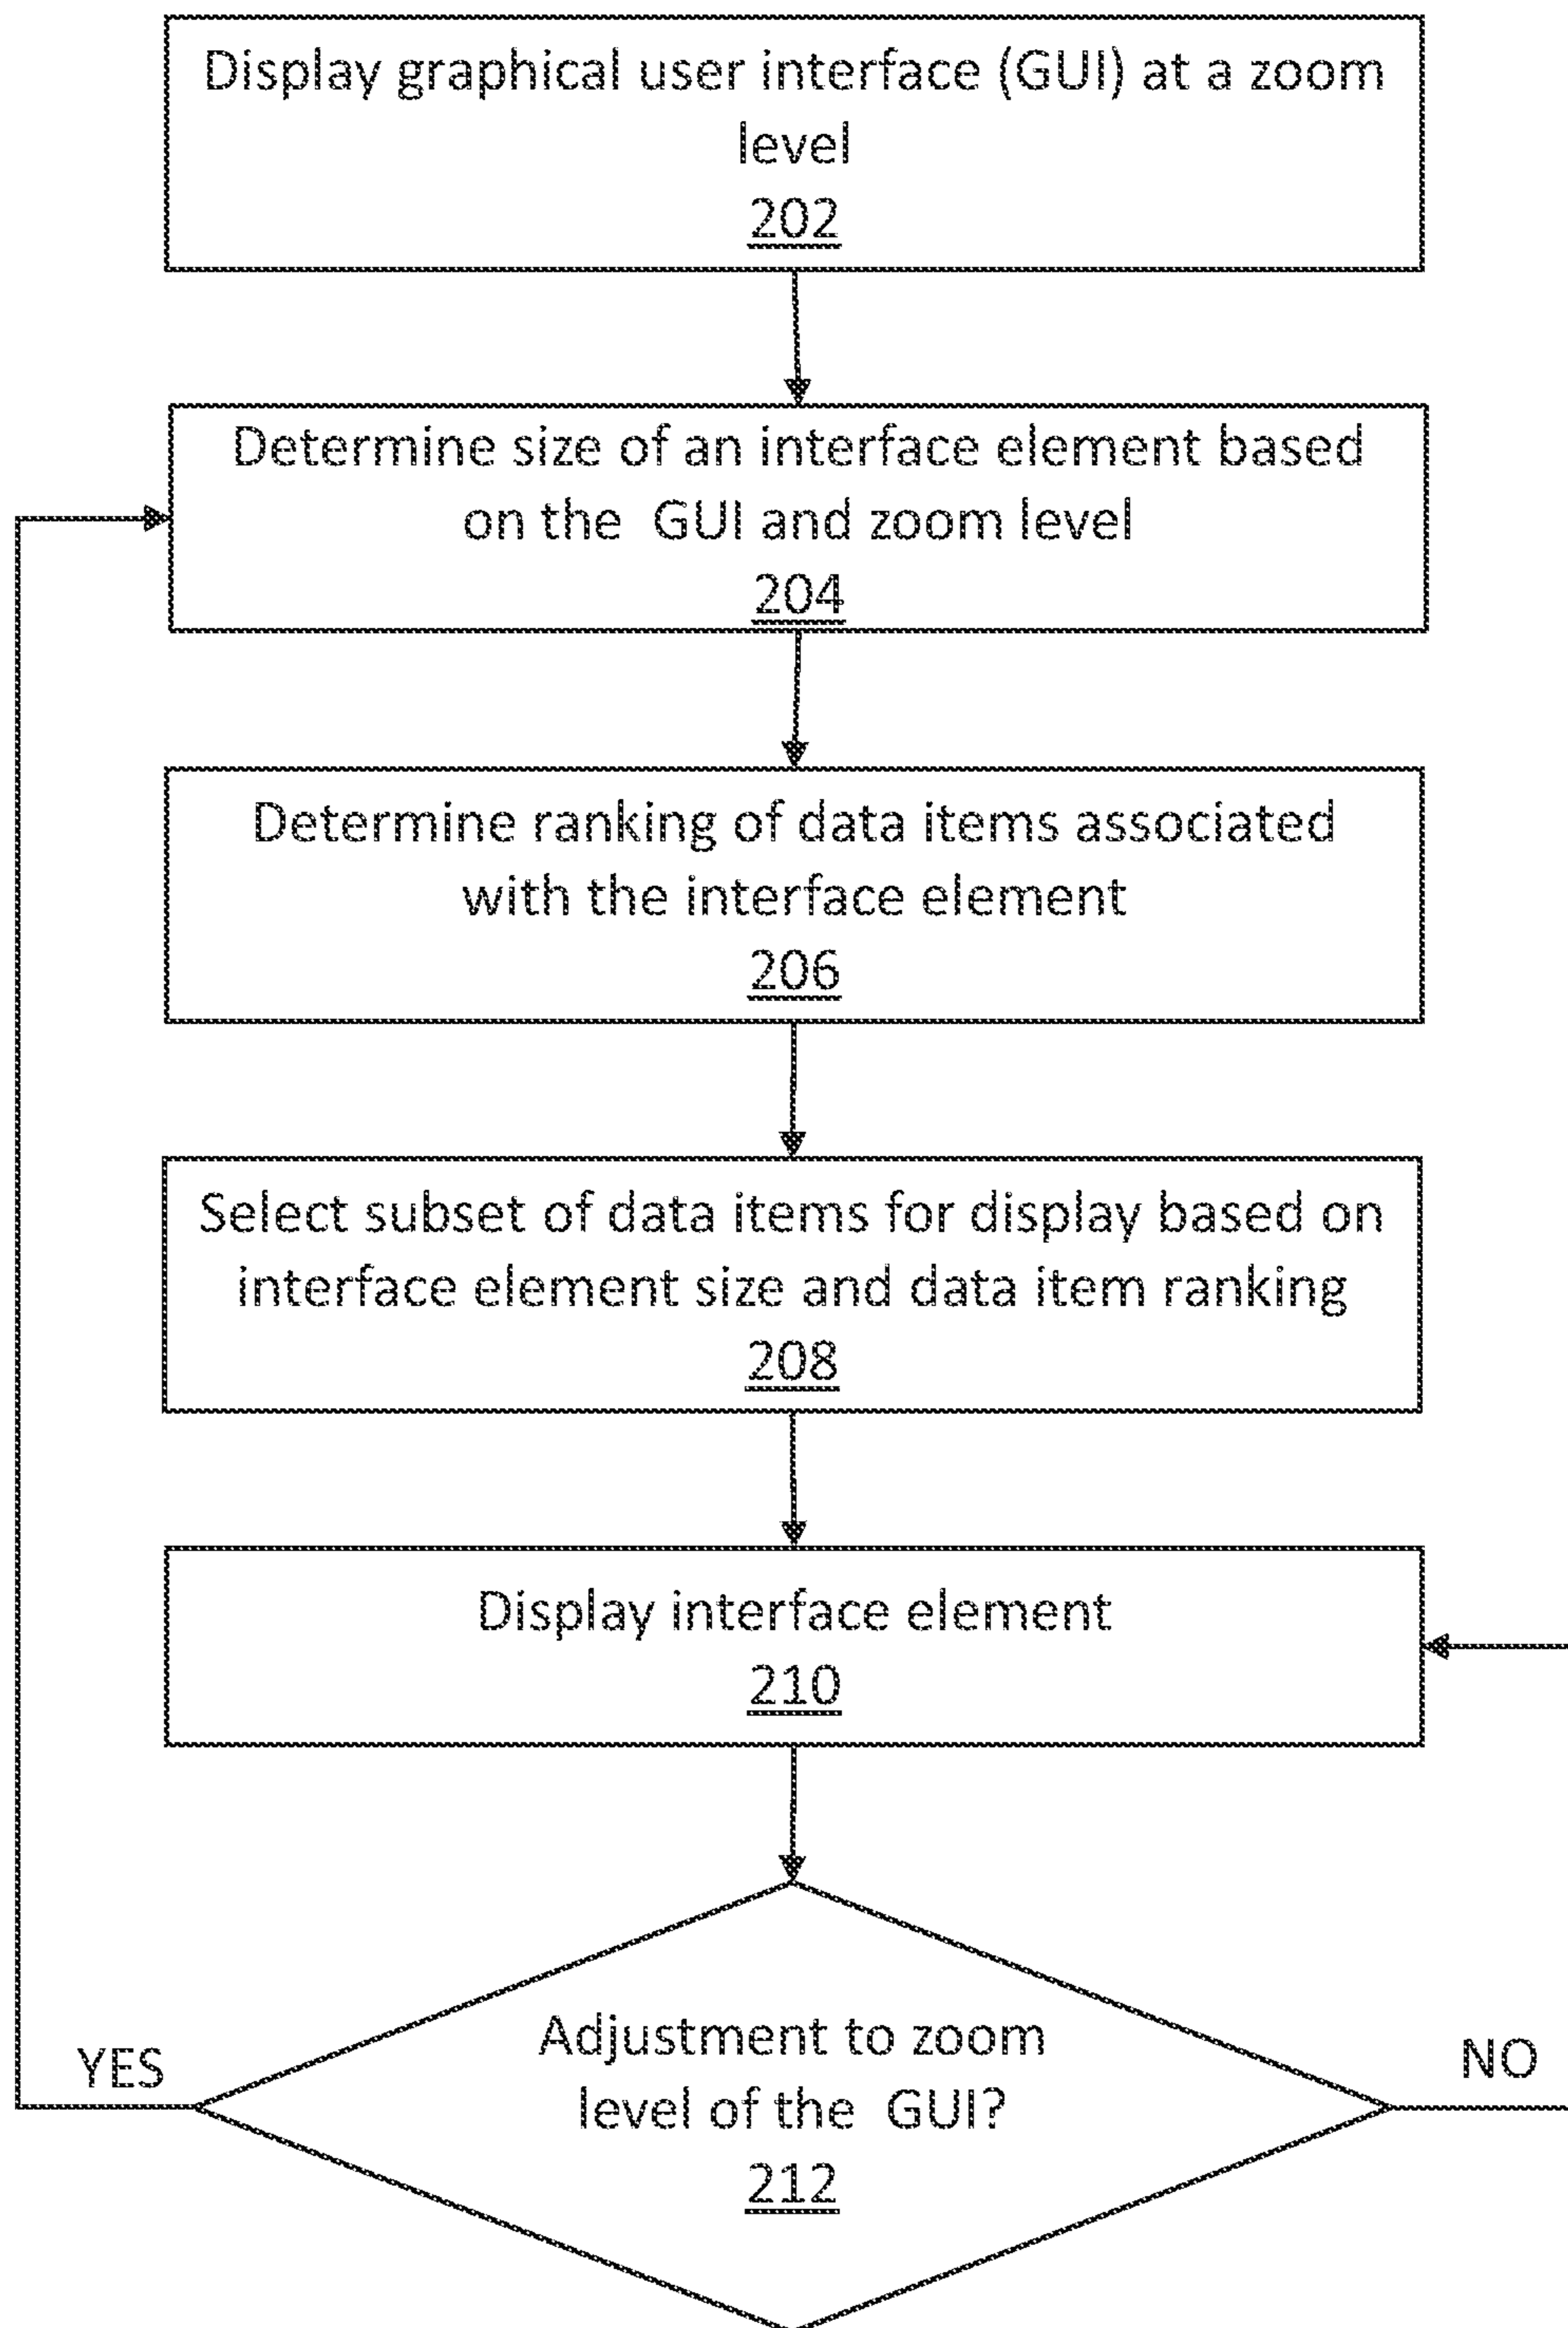 Display graphical user interface (GUI) at a zoom
level
202
Determine size of an interface element based
on the GUI and zoom level
204
Determine ranking of data items associated
with the interface element
206
Select subset of data items for display based on
interface element size and data item ranking
208
Display interface element
210
Adjustment to zoom
level of the GUI?
212
YES
NO